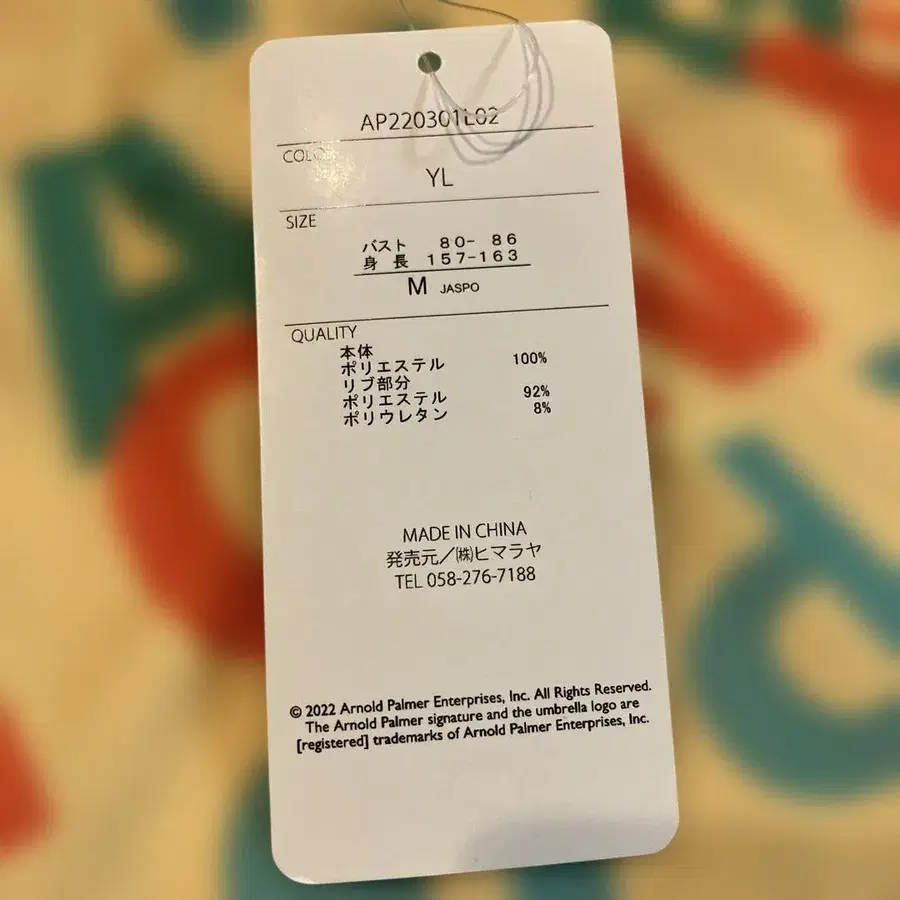 AP220301L02
COLOR
YL
SIZE
バスト 80- 86
身 長 157-163
M JASPO
QUALITY
本体
ポリエステル 100%
リブ部分
ポリエステル 92%
ポリウレタン 8%
MADE IN CHINA
発売元／㈱ヒマラヤ
TEL 058-276-7188
© 2022 Arnold Palmer Enterprises, Inc. All Rights Reserved.
The Arnold Palmer signature and the umbrella logo are
[registered] trademarks of Arnold Palmer Enterprises, Inc.